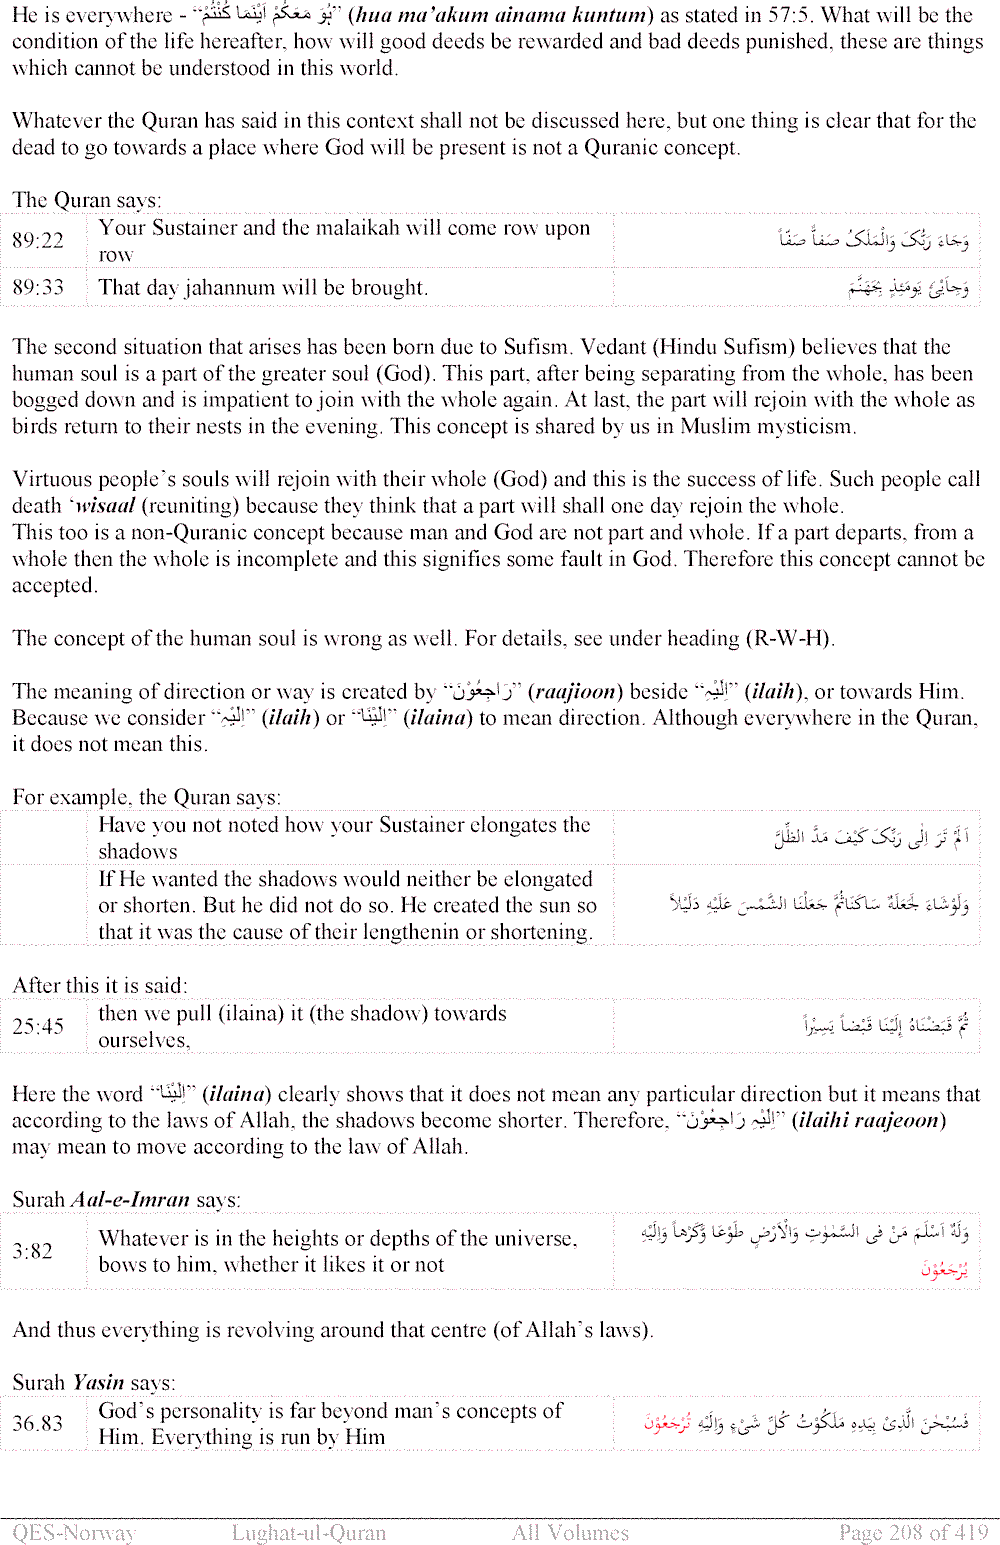 He is everywhere - “ہُوَ مَعَکُمْ اَیْنَمَا کُنْتُمْ” (hua ma’akum ainama kuntum) as stated in 57:5. What will be the
condition of the life hereafter, how will good deeds be rewarded and bad deeds punished, these are things
which cannot be understood in this world.
Whatever the Quran has said in this context shall not be discussed here, but one thing is clear that for the
dead to go towards a place where God will be present is not a Quranic concept.
The Quran says:
89:22 Your Sustainer and the malaikah will come row upon وَجَاءَ رَبُّکَ وَالْمَلَکُ صَفاًّ صَفّاً
row
89:33 That day jahannum will be brought. وَجِایْئَ یَومَئِذٍ بِجَهَنَّمَ
The second situation that arises has been born due to Sufism. Vedant (Hindu Sufism) believes that the
human soul is a part of the greater soul (God). This part, after being separating from the whole, has been
bogged down and is impatient to join with the whole again. At last, the part will rejoin with the whole as
birds return to their nests in the evening. This concept is shared by us in Muslim mysticism.
Virtuous people’s souls will rejoin with their whole (God) and this is the success of life. Such people call
death ‘wisaal (reuniting) because they think that a part will shall one day rejoin the whole.
This too is a non-Quranic concept because man and God are not part and whole. If a part departs, from a
whole then the whole is incomplete and this signifies some fault in God. Therefore this concept cannot be
accepted.
The concept of the human soul is wrong as well. For details, see under heading (R-W-H).
The meaning of direction or way is created by “رَاجِعُوْنَ” (raajioon) beside “اِلَیْہِ” (ilaih), or towards Him.
Because we consider “اِلَیْہِ” (ilaih) or “اِلَیْنَا” (ilaina) to mean direction. Although everywhere in the Quran,
it does not mean this.
For example, the Quran says:
Have you not noted how your Sustainer elongates the اَلَمْ تَرَ اِلٰی رَبِّکَ کَیْفَ مَدَّ الظِّلَّ
shadows
If He wanted the shadows would neither be elongated
or shorten. But he did not do so. He created the sun so وَلَوْشَاءَ لَجَعَلَهٗ سَاکَنَاثُمَّ جَعَلْنَا الشَّمْسَ عَلَیْهِ دَلَیْلاً
that it was the cause of their lengthenin or shortening.
After this it is said:
25:45 then we pull (ilaina) it (the shadow) towards ثُمَّ قَبَضْنَاهُ إِلَیْنَا قَبْضاً یَسِیْراً
ourselves,
Here the word “اِلَیْنَا” (ilaina) clearly shows that it does not mean any particular direction but it means that
according to the laws of Allah, the shadows become shorter. Therefore, “اِلَیْہِ رَاجِعُوْنَ” (ilaihi raajeoon)
may mean to move according to the law of Allah.
Surah Aal-e-Imran says:
3:82 Whatever is in the heights or depths of the universe, وَلَهٗ اَسْلَمَ مَنْ فِی السَّمٰوٰتِ وَالْاَرْضِ طَوْعًا وَّکَرْهاً وَاِلَیْهِ
bows to him, whether it likes it or not یُرْجَعُوْنَ
And thus everything is revolving around that centre (of Allah’s laws).
Surah Yasin says:
36.83 God’s personality is far beyond man’s concepts of فَسُبْحٰنَ الَّذِیْ بِیَدِهِ مَلَکُوْتُ کُلِّ شَیْءٍ وَاِلَیْهِ تُرْجَعُوْنَ
Him. Everything is run by Him
QES-Norway Lughat-ul-Quran All Volumes Page 208 of 419